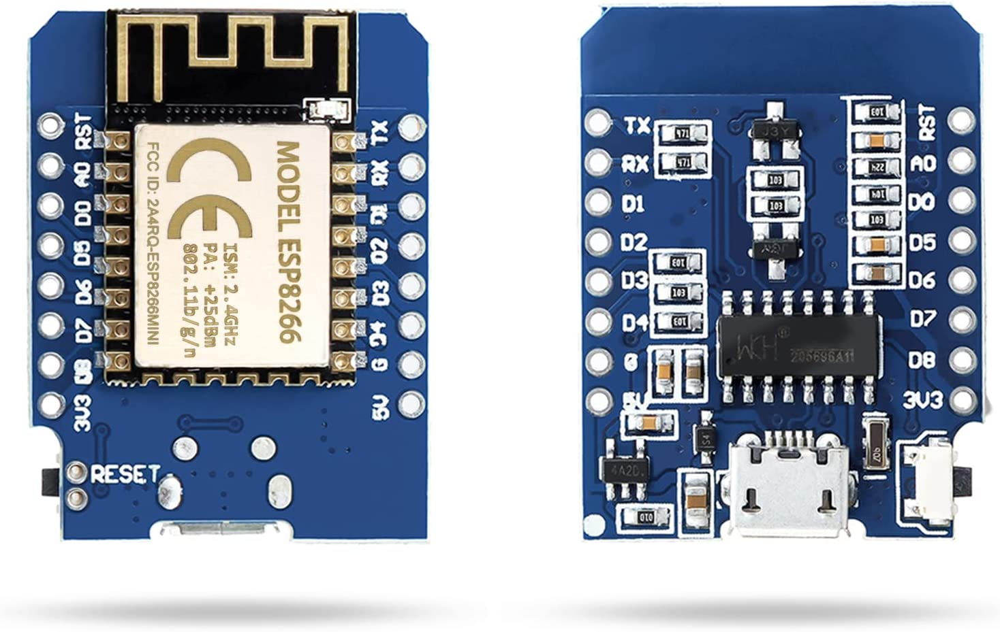 RST
A0
D0
D5
D6
D7
D8
3V3
RESET
FCC ID: 2A4RQ-ESP8266MINI
CE
MODEL ESP8266
ISM:2.4GHz
PA: +25dBm
802.11b/g/n
TX
RX
D1
D2
D3
D4
G
5V
TX
RX
D1
D2
D3
D4
G
5V
471
471
J3Y
103
103
103
103
103
WCH®
S4
4A2D.
010
103
224
104
103
RST
A0
D0
D5
D6
D7
D8
3V3